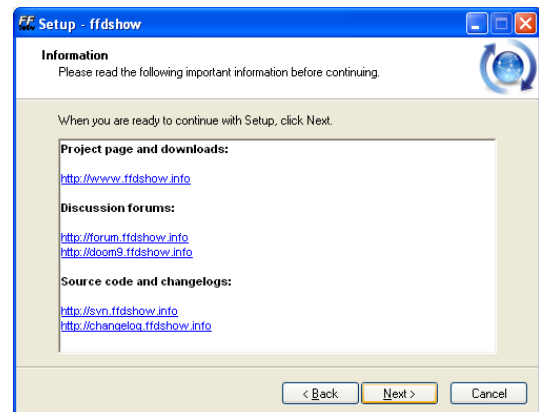 Setup - ffdshow
Information
Please read the following important information before continuing.
When you are ready to continue with Setup, click Next.
Project page and downloads:
http://www.ffdshow.info
Discussion forums:
http://forum.ffdshow.info
http://doom9.ffdshow.info
Source code and changelogs:
http://svn.ffdshow.info
http://changelog.ffdshow.info
< Back
Next >
Cancel